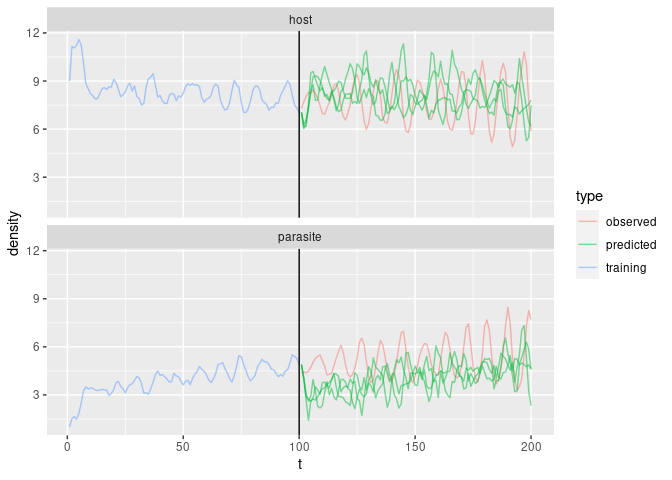 host
12
9
6
3
parasite
12
9
6
3
0 50 100 150 200
t
density
type
observed
predicted
training